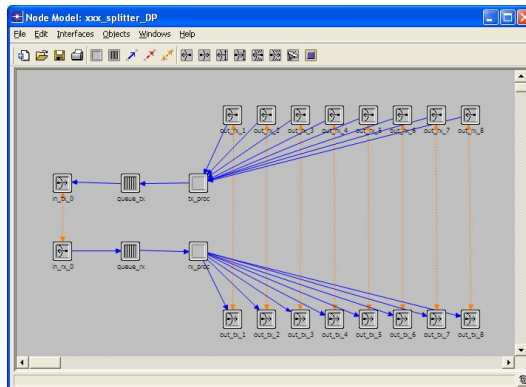 Node Model: xxx_splitter_DP
File Edit Interfaces Objects Windows Help
out_rx_1 out_rx_2 out_rx_3 out_rx_4 out_rx_5 out_rx_6 out_rx_7 out_rx_8
in_tx_0 queue_tx tx_proc
in_rx_0 queue_rx rx_proc
out_tx_1 out_tx_2 out_tx_3 out_tx_4 out_tx_5 out_tx_6 out_tx_7 out_tx_8